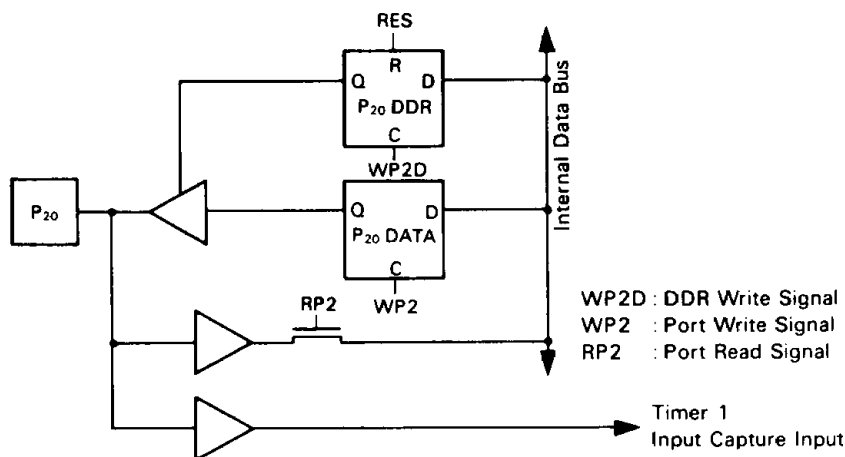 RES
R
Q D
P20 DDR
C
WP2D
Internal Data Bus
P20
Q D
P20 DATA
C
WP2
RP2
WP2D : DDR Write Signal
WP2 : Port Write Signal
RP2 : Port Read Signal
Timer 1
Input Capture Input